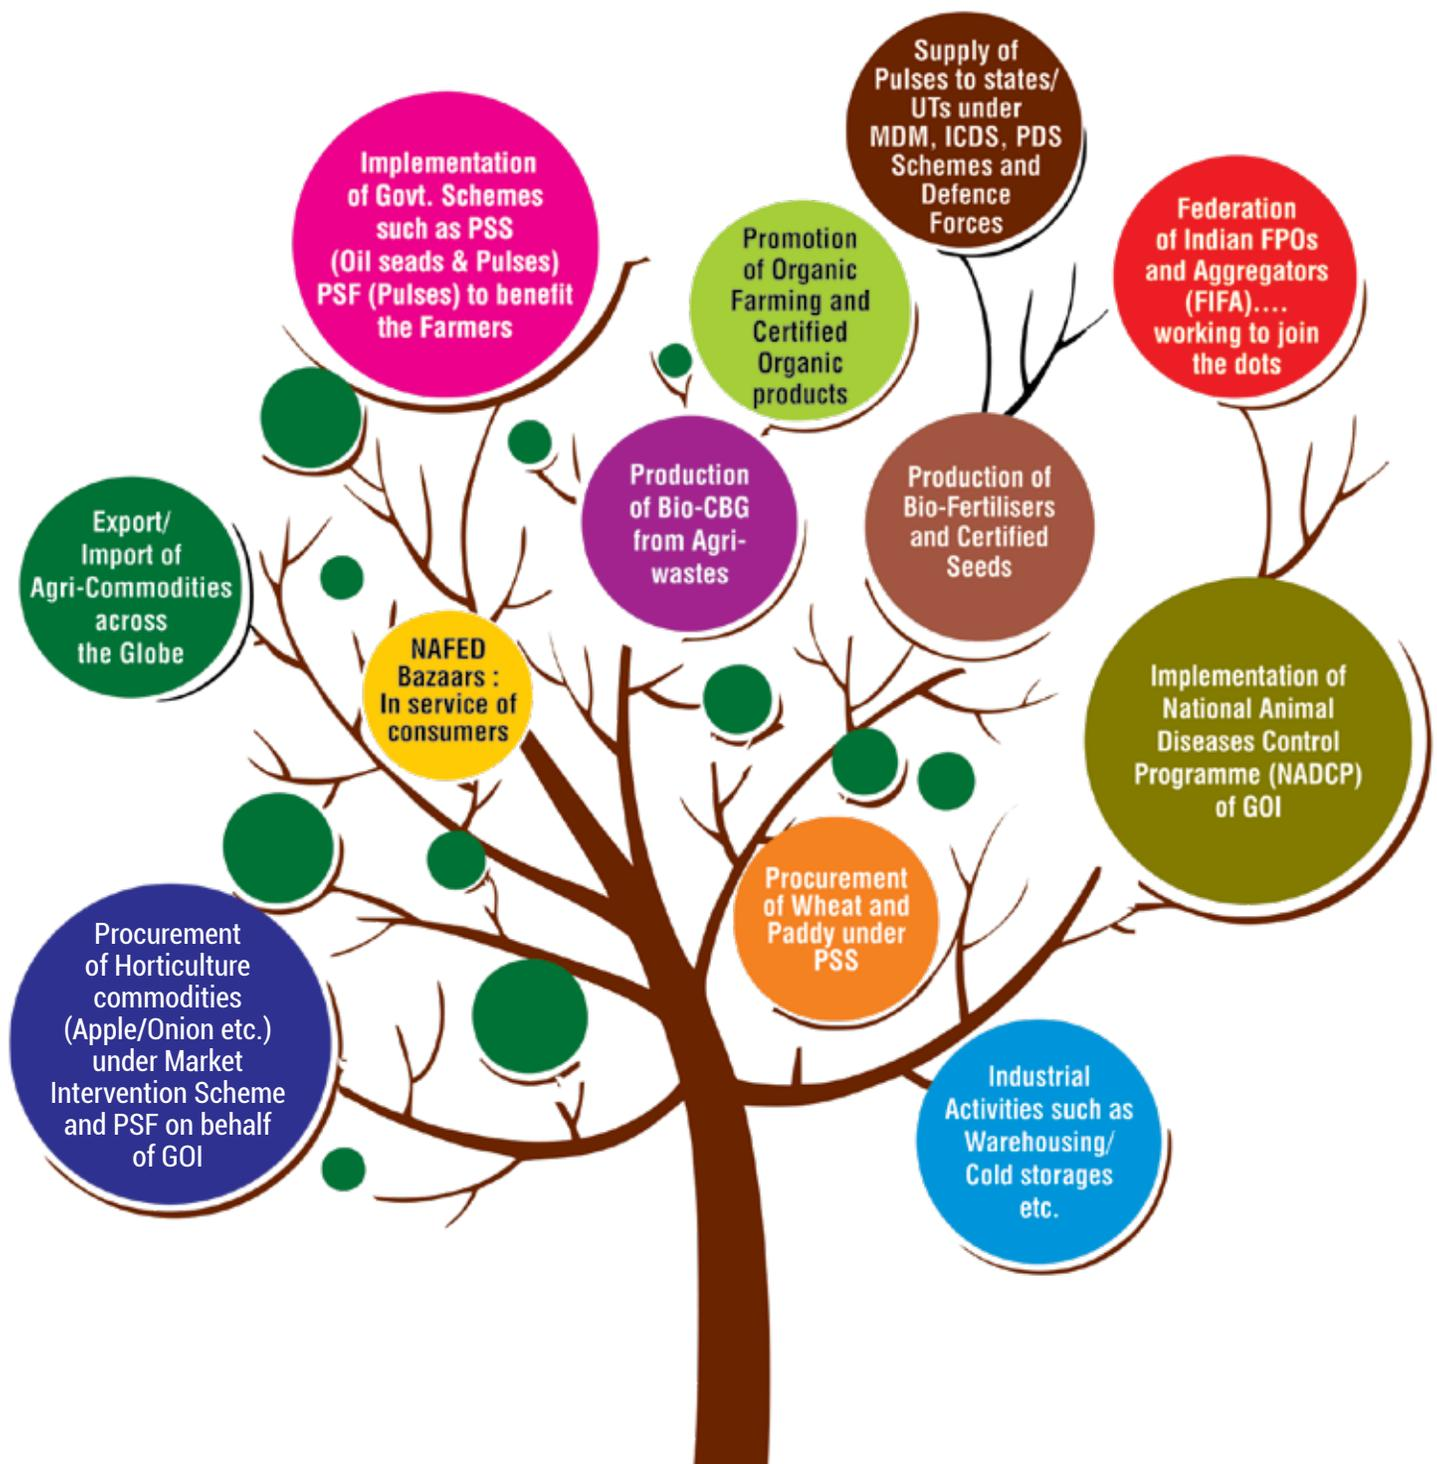 Supply of
Pulses to states/
UTs under
MDM, ICDS, PDS
Schemes and
Defence
Forces
Implementation
of Govt. Schemes
such as PSS
(Oil seads & Pulses)
PSF (Pulses) to benefit
the Farmers
Promotion
of Organic
Farming and
Certified
Organic
products
Federation
of Indian FPOs
and Aggregators
(FIFA)....
working to join
the dots
Export/
Import of
Agri-Commodities
across
the Globe
Production
of Bio-CBG
from Agri-
wastes
Production of
Bio-Fertilisers
and Certified
Seeds
NAFED
Bazaars :
In service of
consumers
Implementation of
National Animal
Diseases Control
Programme (NADCP)
of GOI
Procurement
of Wheat and
Paddy under
PSS
Procurement
of Horticulture
commodities
(Apple/Onion etc.)
under Market
Intervention Scheme
and PSF on behalf
of GOI
Industrial
Activities such as
Warehousing/
Cold storages
etc.